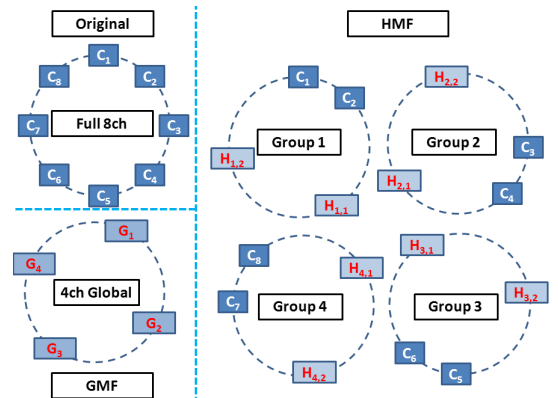 Original
C1
C2
C3
C4
C5
C6
C7
C8
Full 8ch
G1
G2
G3
G4
4ch Global
GMF
HMF
C1
C2
H1,1
H1,2
Group 1
H2,2
C3
C4
H2,1
Group 2
C8
H4,1
H4,2
C7
Group 4
H3,1
H3,2
C5
C6
Group 3